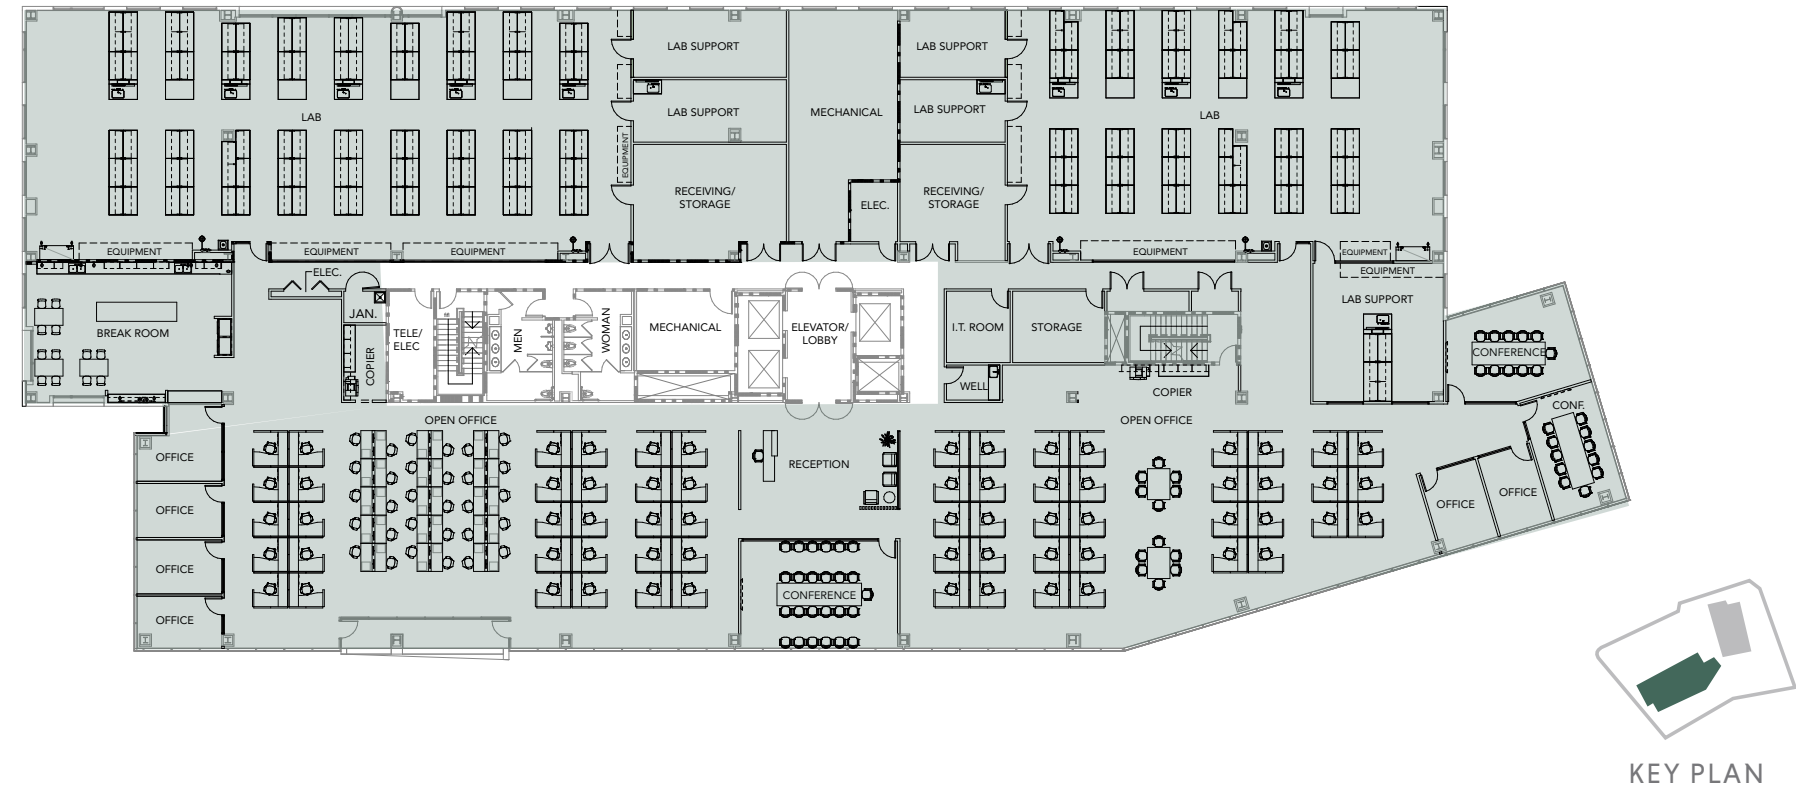 LAB SUPPORT
LAB SUPPORT
LAB SUPPORT
LAB SUPPORT
MECHANICAL
LAB
LAB
EQUIPMENT
RECEIVING/
STORAGE
ELEC.
RECEIVING/
STORAGE
EQUIPMENT
EQUIPMENT
EQUIPMENT
EQUIPMENT
EQUIPMENT
EQUIPMENT
ELEC.
LAB SUPPORT
JAN.
BREAK ROOM
TELE/
ELEC
MEN
WOMAN
MECHANICAL
ELEVATOR/
LOBBY
I.T. ROOM
STORAGE
CONFERENCE
COPIER
WELL
COPIER
CONF.
OPEN OFFICE
OPEN OFFICE
OFFICE
RECEPTION
OFFICE
OFFICE
OFFICE
OFFICE
CONFERENCE
OFFICE
KEY PLAN